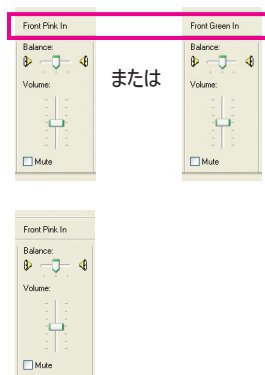 Front Pink In
Balance:
Volume:
Mute
または
Front Green In
Balance:
Volume:
Mute
Front Pink In
Balance:
Volume:
Mute